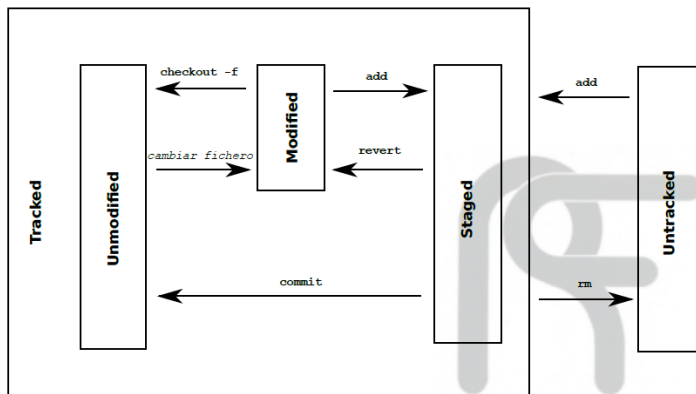 checkout -f
add
add
Modified
cambiar fichero
revert
Tracked
Unmodified
Staged
Untracked
commit
rm